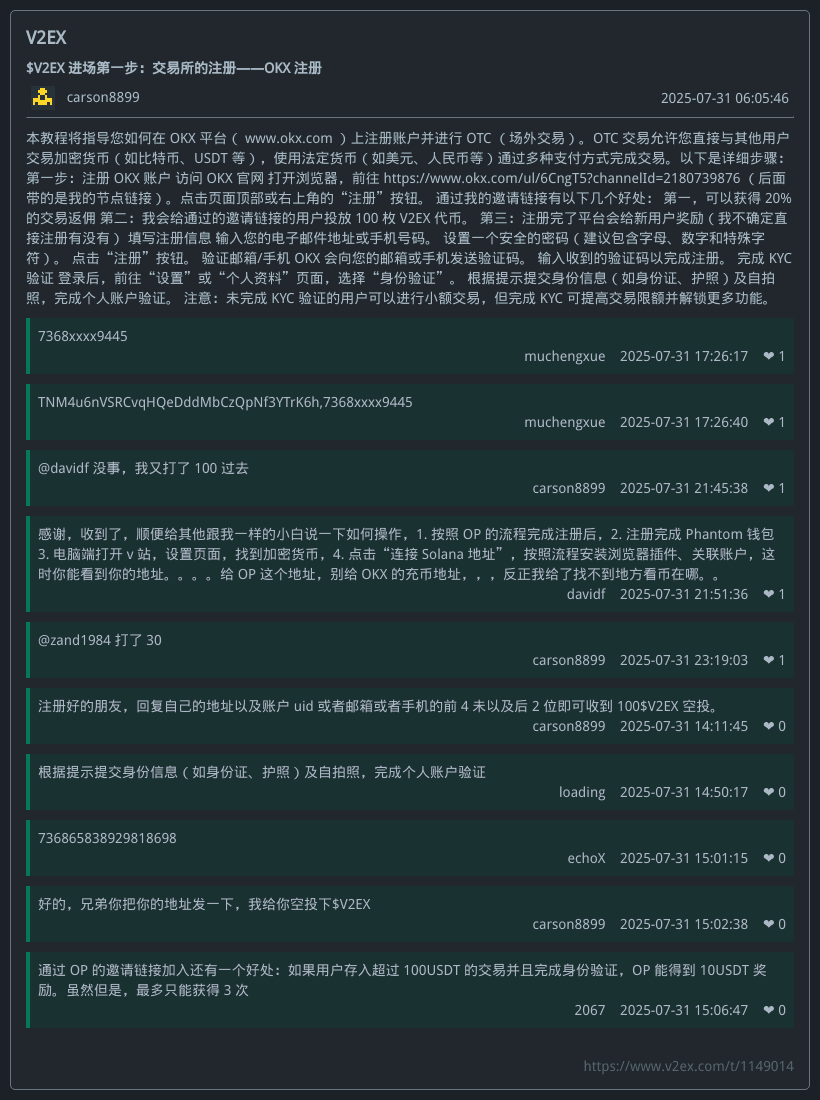 V2EX
$V2EX 进场第一步：交易所的注册——OKX 注册
carson8899 2025-07-31 06:05:46
本教程将指导您如何在 OKX 平台（ www.okx.com ）上注册账户并进行 OTC （场外交易）。OTC 交易允许您直接与其他用户
交易加密货币（如比特币、USDT 等），使用法定货币（如美元、人民币等）通过多种支付方式完成交易。以下是详细步骤：
第一步：注册 OKX 账户 访问 OKX 官网 打开浏览器，前往 https://www.okx.com/ul/6CngT5?channelId=2180739876 （后面
带的是我的节点链接）。点击页面顶部或右上角的“注册”按钮。 通过我的邀请链接有以下几个好处： 第一，可以获得 20%
的交易返佣 第二：我会给通过的邀请链接的用户投放 100 枚 V2EX 代币。 第三：注册完了平台会给新用户奖励（我不确定直
接注册有没有） 填写注册信息 输入您的电子邮件地址或手机号码。 设置一个安全的密码（建议包含字母、数字和特殊字
符）。 点击“注册”按钮。 验证邮箱/手机 OKX 会向您的邮箱或手机发送验证码。 输入收到的验证码以完成注册。 完成 KYC
验证 登录后，前往“设置”或“个人资料”页面，选择“身份验证”。 根据提示提交身份信息（如身份证、护照）及自拍
照，完成个人账户验证。 注意：未完成 KYC 验证的用户可以进行小额交易，但完成 KYC 可提高交易限额并解锁更多功能。
7368xxxx9445
muchengxue 2025-07-31 17:26:17 ❤ 1
TNM4u6nVSRCvqHQeDddMbCzQpNf3YTrK6h,7368xxxx9445
muchengxue 2025-07-31 17:26:40 ❤ 1
@davidf 没事，我又打了 100 过去
carson8899 2025-07-31 21:45:38 ❤ 1
感谢，收到了，顺便给其他跟我一样的小白说一下如何操作，1. 按照 OP 的流程完成注册后，2. 注册完成 Phantom 钱包
3. 电脑端打开 v 站，设置页面，找到加密货币，4. 点击“连接 Solana 地址”，按照流程安装浏览器插件、关联账户，这
时你能看到你的地址。。。。给 OP 这个地址，别给 OKX 的充币地址，，，反正我给了找不到地方看币在哪。。
davidf 2025-07-31 21:51:36 ❤ 1
@zand1984 打了 30
carson8899 2025-07-31 23:19:03 ❤ 1
注册好的朋友，回复自己的地址以及账户 uid 或者邮箱或者手机的前 4 未以及后 2 位即可收到 100$V2EX 空投。
carson8899 2025-07-31 14:11:45 ❤ 0
根据提示提交身份信息（如身份证、护照）及自拍照，完成个人账户验证
loading 2025-07-31 14:50:17 ❤ 0
736865838929818698
echoX 2025-07-31 15:01:15 ❤ 0
好的，兄弟你把你的地址发一下，我给你空投下$V2EX
carson8899 2025-07-31 15:02:38 ❤ 0
通过 OP 的邀请链接加入还有一个好处：如果用户存入超过 100USDT 的交易并且完成身份验证，OP 能得到 10USDT 奖
励。虽然但是，最多只能获得 3 次
2067 2025-07-31 15:06:47 ❤ 0
https://www.v2ex.com/t/1149014